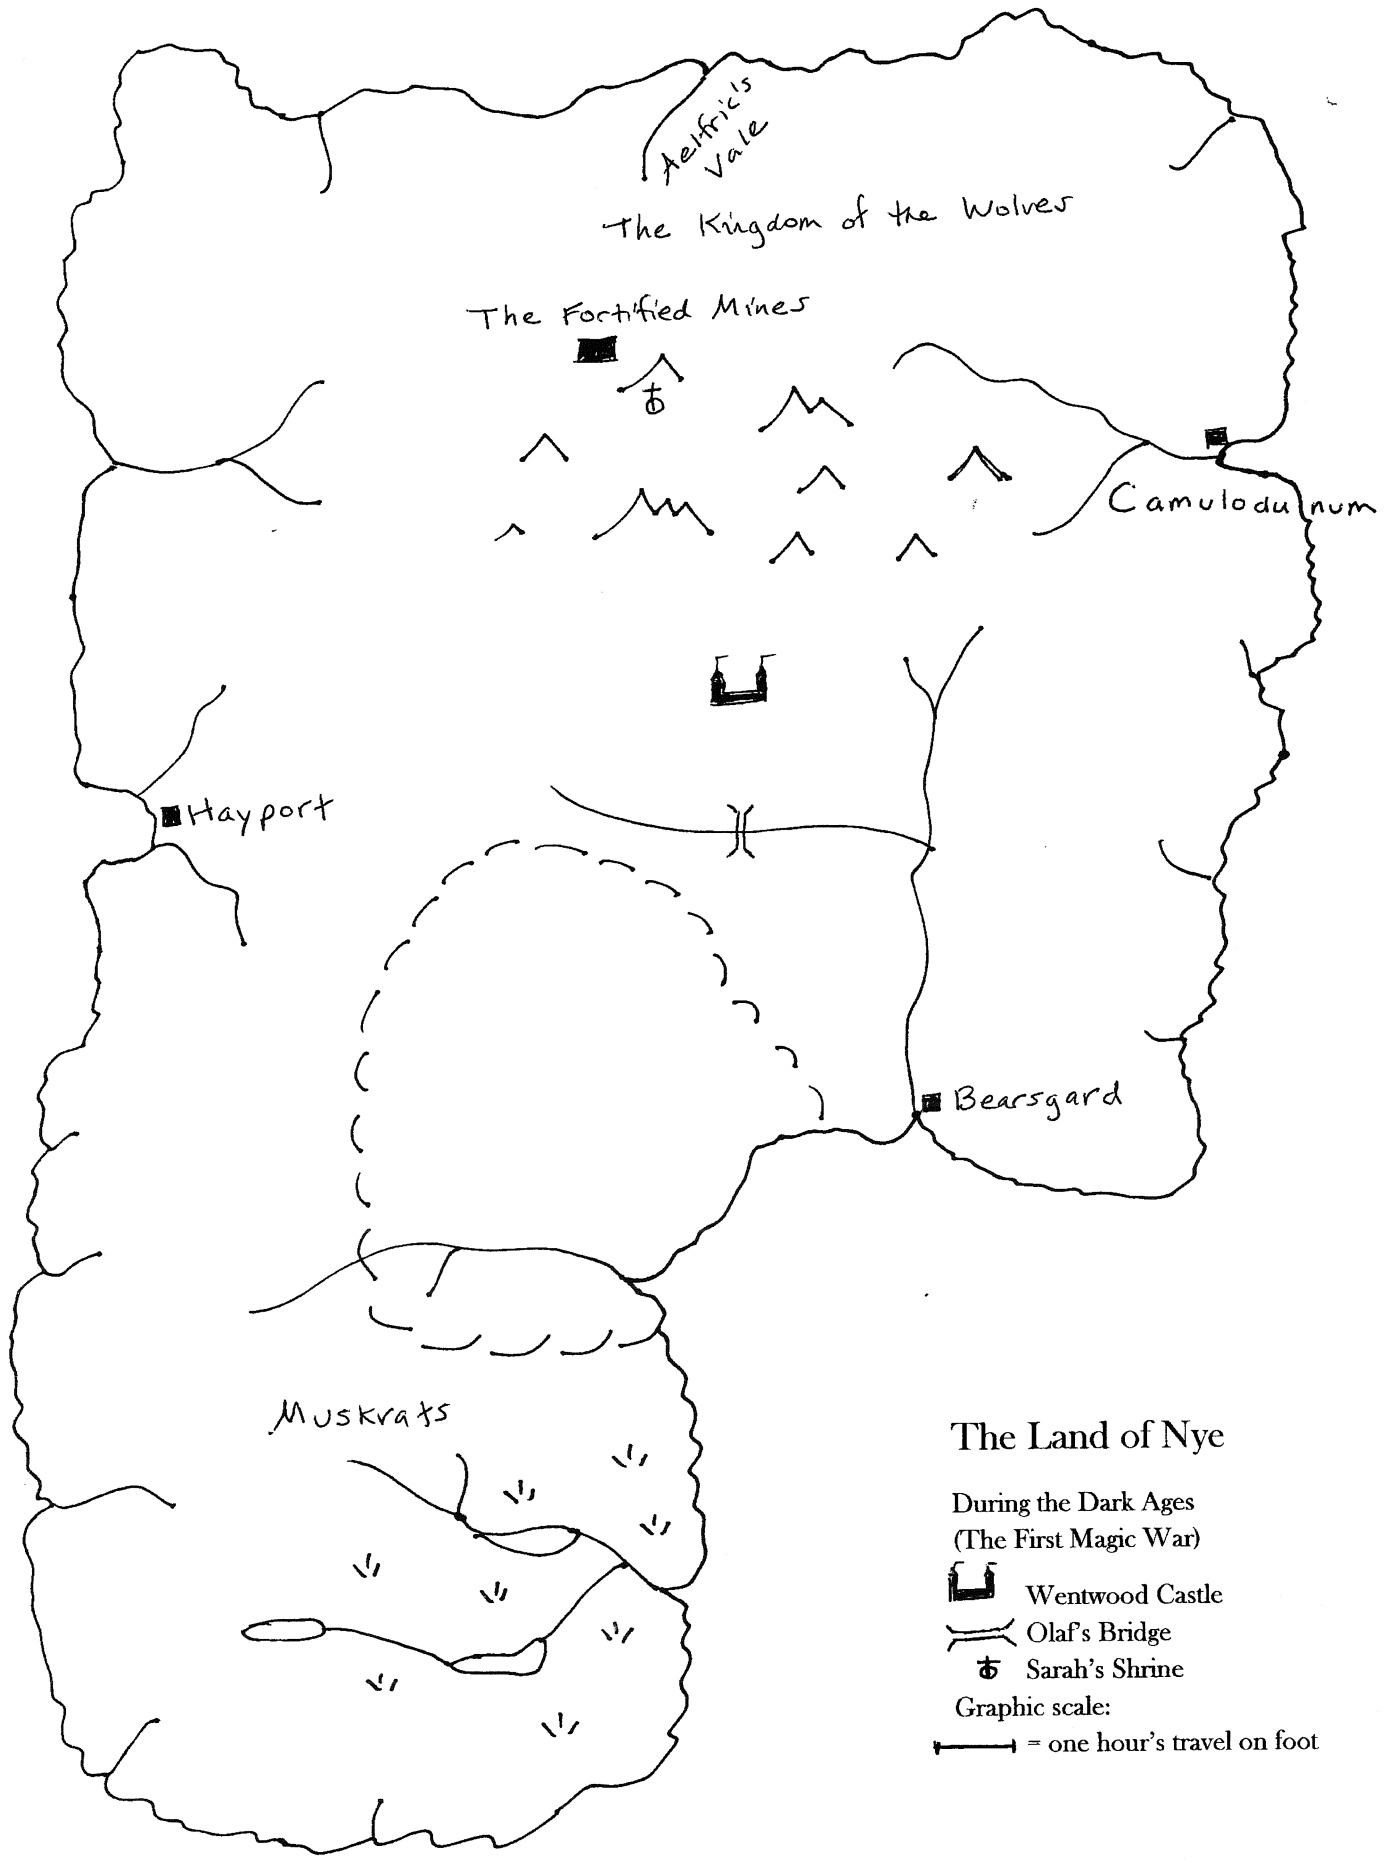 Aelfric's
Vale
The Kingdom of the Wolves
The Fortified Mines
Camulodunum
Hayport
Bearsgard
Muskrats
The Land of Nye
During the Dark Ages
(The First Magic War)
Wentwood Castle
Olaf's Bridge
Sarah's Shrine
Graphic scale:
= one hour's travel on foot